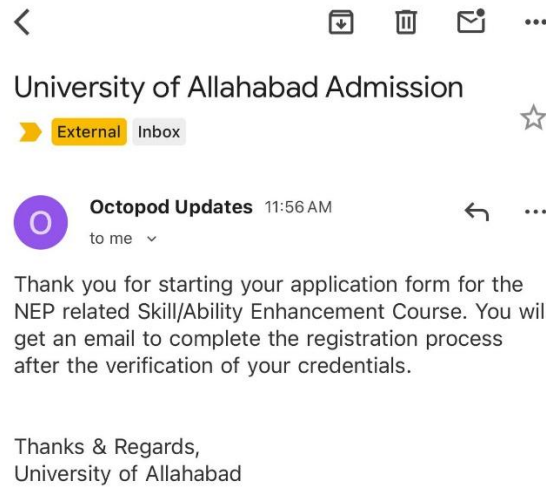 University of Allahabad Admission
External Inbox
O
Octopod Updates 11:56 AM
to me
Thank you for starting your application form for the
NEP related Skill/Ability Enhancement Course. You wil
get an email to complete the registration process
after the verification of your credentials.
Thanks & Regards,
University of Allahabad